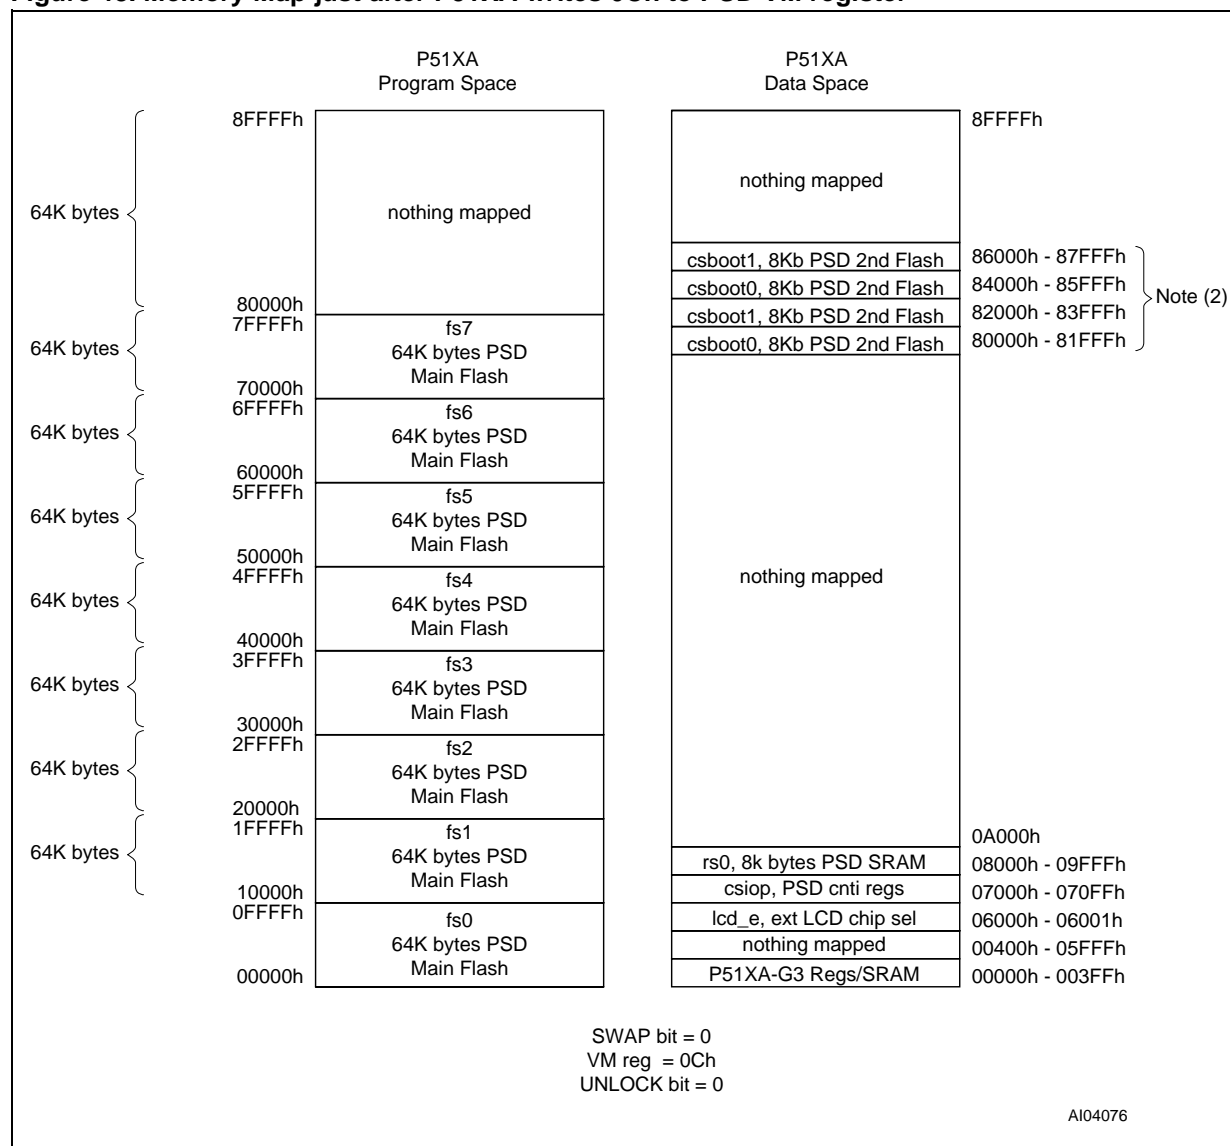 Figure Memory Map just after P51XA writes 0Ch to PSD VM register
P51XA
Program Space
P51XA
Data Space
8FFFFh
64K bytes
nothing mapped
80000h
7FFFFh
64K bytes
fs7
64K bytes PSD
Main Flash
70000h
6FFFFh
64K bytes
fs6
64K bytes PSD
Main Flash
60000h
5FFFFh
64K bytes
fs5
64K bytes PSD
Main Flash
50000h
4FFFFh
64K bytes
fs4
64K bytes PSD
Main Flash
40000h
3FFFFh
64K bytes
fs3
64K bytes PSD
Main Flash
30000h
2FFFFh
64K bytes
fs2
64K bytes PSD
Main Flash
20000h
1FFFFh
64K bytes
fs1
64K bytes PSD
Main Flash
10000h
0FFFFh
fs0
64K bytes PSD
Main Flash
00000h
8FFFFh
nothing mapped
csboot1, 8Kb PSD 2nd Flash 86000h - 87FFFh
csboot0, 8Kb PSD 2nd Flash 84000h - 85FFFh
Note (2)
csboot1, 8Kb PSD 2nd Flash 82000h - 83FFFh
csboot0, 8Kb PSD 2nd Flash 80000h - 81FFFh
nothing mapped
0A000h
rs0, 8k bytes PSD SRAM 08000h - 09FFFh
csiop, PSD cnti regs 07000h - 070FFh
lcd_e, ext LCD chip sel 06000h - 06001h
nothing mapped 00400h - 05FFFh
P51XA-G3 Regs/SRAM 00000h - 003FFh
SWAP bit = 0
VM reg = 0Ch
UNLOCK bit = 0
AI04076